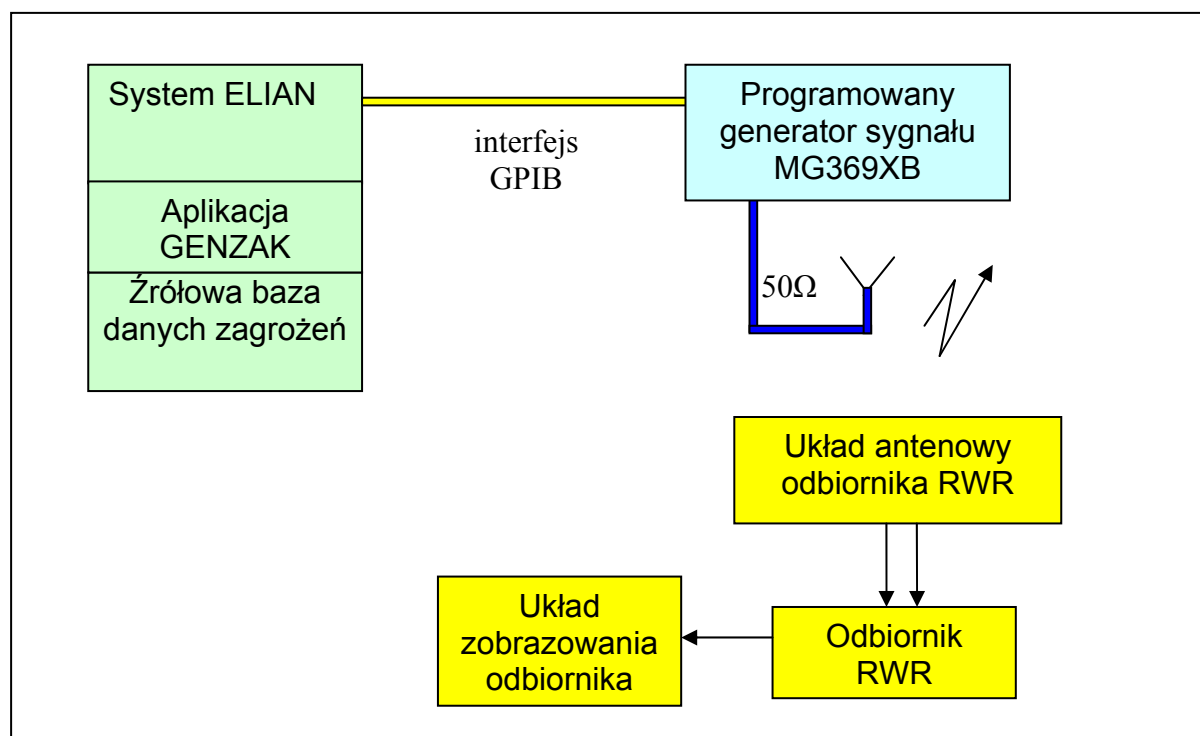 System ELIAN
Aplikacja
GENZAK
Źrółowa baza
danych zagrożeń
interfejs
GPIB
Programowany
generator sygnału
MG369XB
50Ω
Układ antenowy
odbiornika RWR
Układ
zobrazowania
odbiornika
Odbiornik
RWR